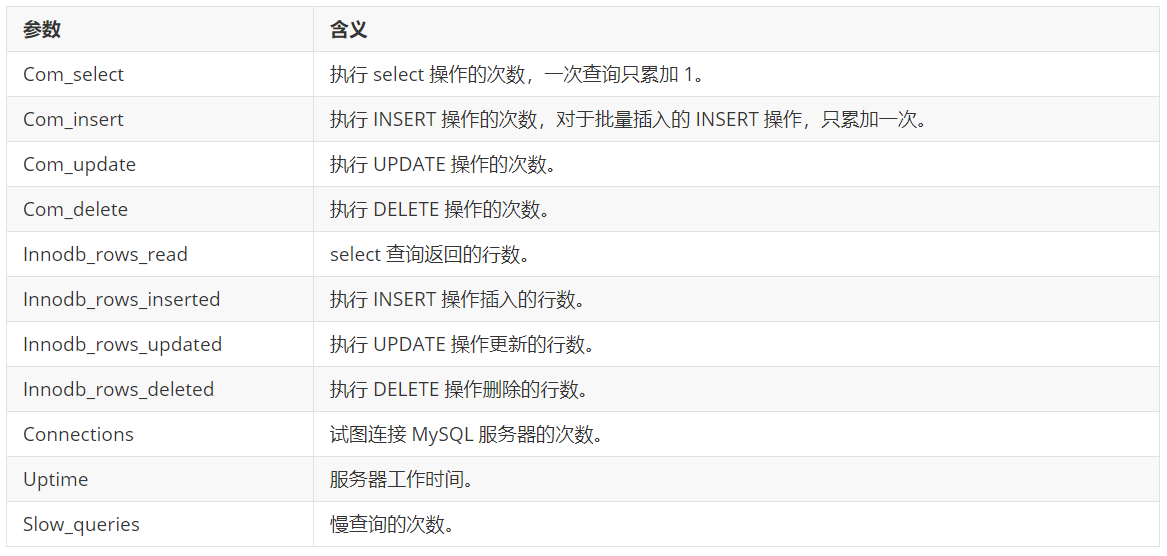 参数 含义
Com_select 执行 select 操作的次数，一次查询只累加 1。
Com_insert 执行 INSERT 操作的次数，对于批量插入的 INSERT 操作，只累加一次。
Com_update 执行 UPDATE 操作的次数。
Com_delete 执行 DELETE 操作的次数。
Innodb_rows_read select 查询返回的行数。
Innodb_rows_inserted 执行 INSERT 操作插入的行数。
Innodb_rows_updated 执行 UPDATE 操作更新的行数。
Innodb_rows_deleted 执行 DELETE 操作删除的行数。
Connections 试图连接 MySQL 服务器的次数。
Uptime 服务器工作时间。
Slow_queries 慢查询的次数。